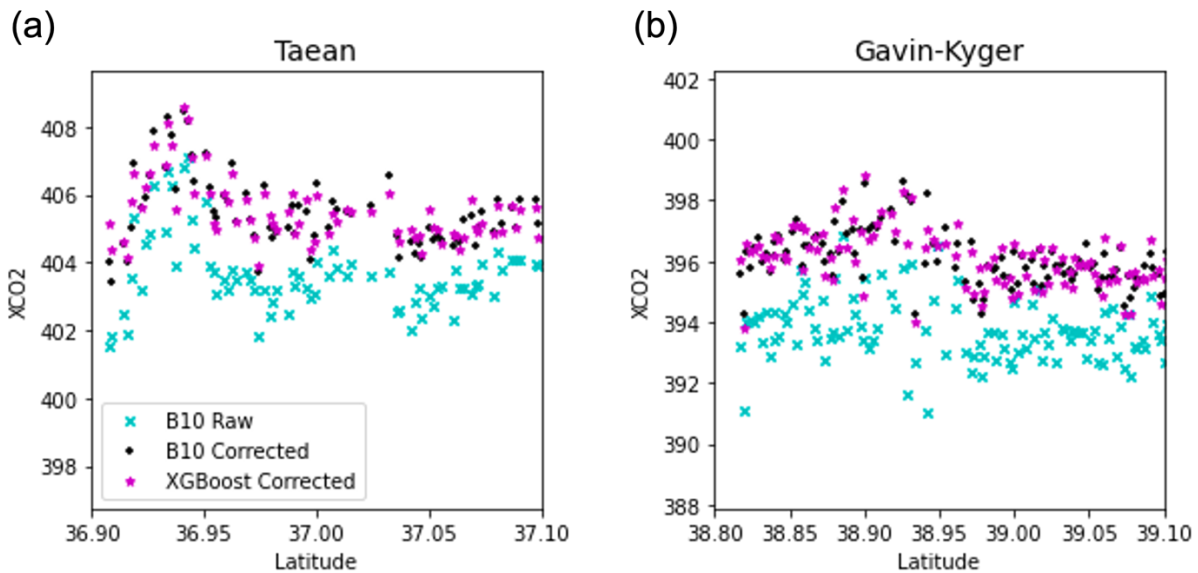 (a)
Taean
XCO2
408
406
404
402
400
398
B10 Raw
B10 Corrected
XGBoost Corrected
36.90 36.95 37.00 37.05 37.10
Latitude
(b)
Gavin-Kyger
XCO2
402
400
398
396
394
392
390
388
38.80 38.85 38.90 38.95 39.00 39.05 39.10
Latitude